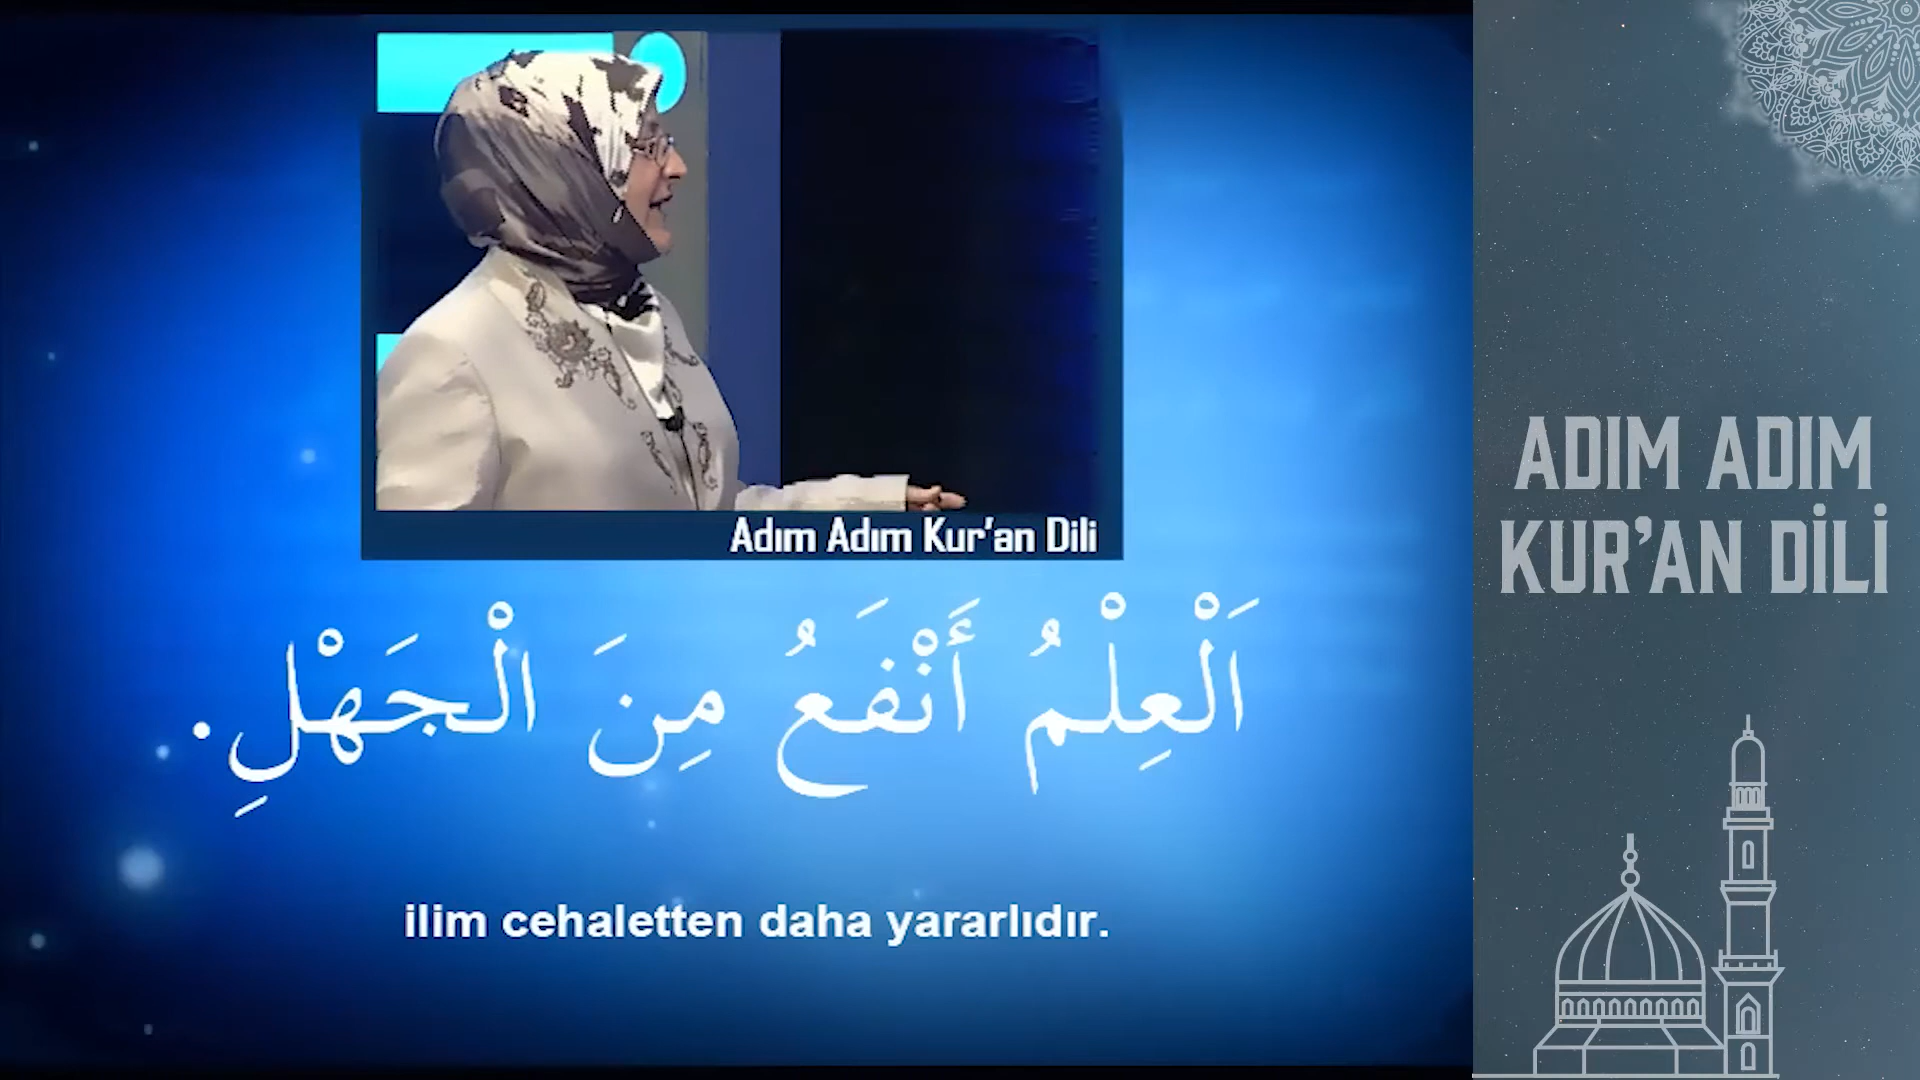 Adım Adım Kur’an Dili
اَلْعِلْمُ أَنْفَعُ مِنَ الْجَهْلِ.
ilim cehaletten daha yararlıdır.
ADIM ADIM
KUR’AN DİLİ